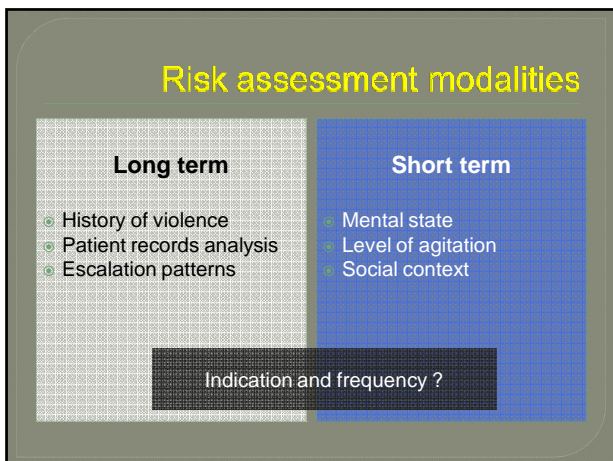 Risk assessment modalities
Long term
History of violence
Patient records analysis
Escalation patterns
Short term
Mental state
Level of agitation
Social context
Indication and frequency ?